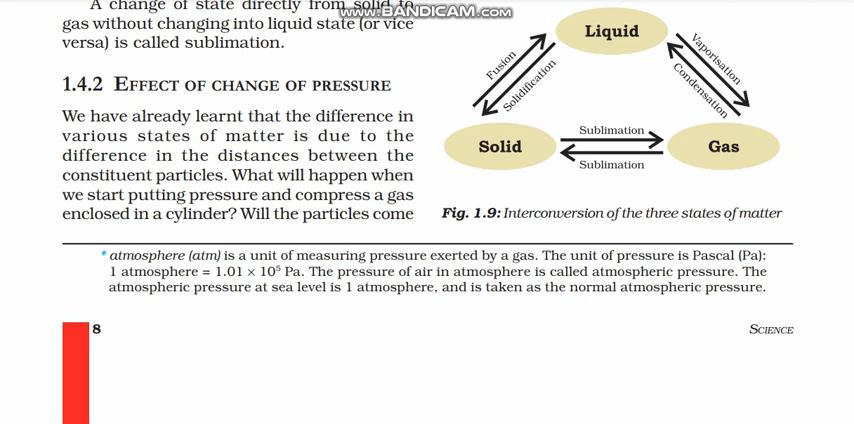 www.BANDICAM.com
A change of state directly from solid to
gas without changing into liquid state (or vice
versa) is called sublimation.
1.4.2 EFFECT OF CHANGE OF PRESSURE
We have already learnt that the difference in
various states of matter is due to the
difference in the distances between the
constituent particles. What will happen when
we start putting pressure and compress a gas
enclosed in a cylinder? Will the particles come
Liquid
Fusion
Solidification
Vaporisation
Condensation
Solid
Sublimation
Sublimation
Gas
Fig. 1.9: Interconversion of the three states of matter
* atmosphere (atm) is a unit of measuring pressure exerted by a gas. The unit of pressure is Pascal (Pa):
1 atmosphere = 1.01 × 10⁵ Pa. The pressure of air in atmosphere is called atmospheric pressure. The
atmospheric pressure at sea level is 1 atmosphere, and is taken as the normal atmospheric pressure.
8
SCIENCE